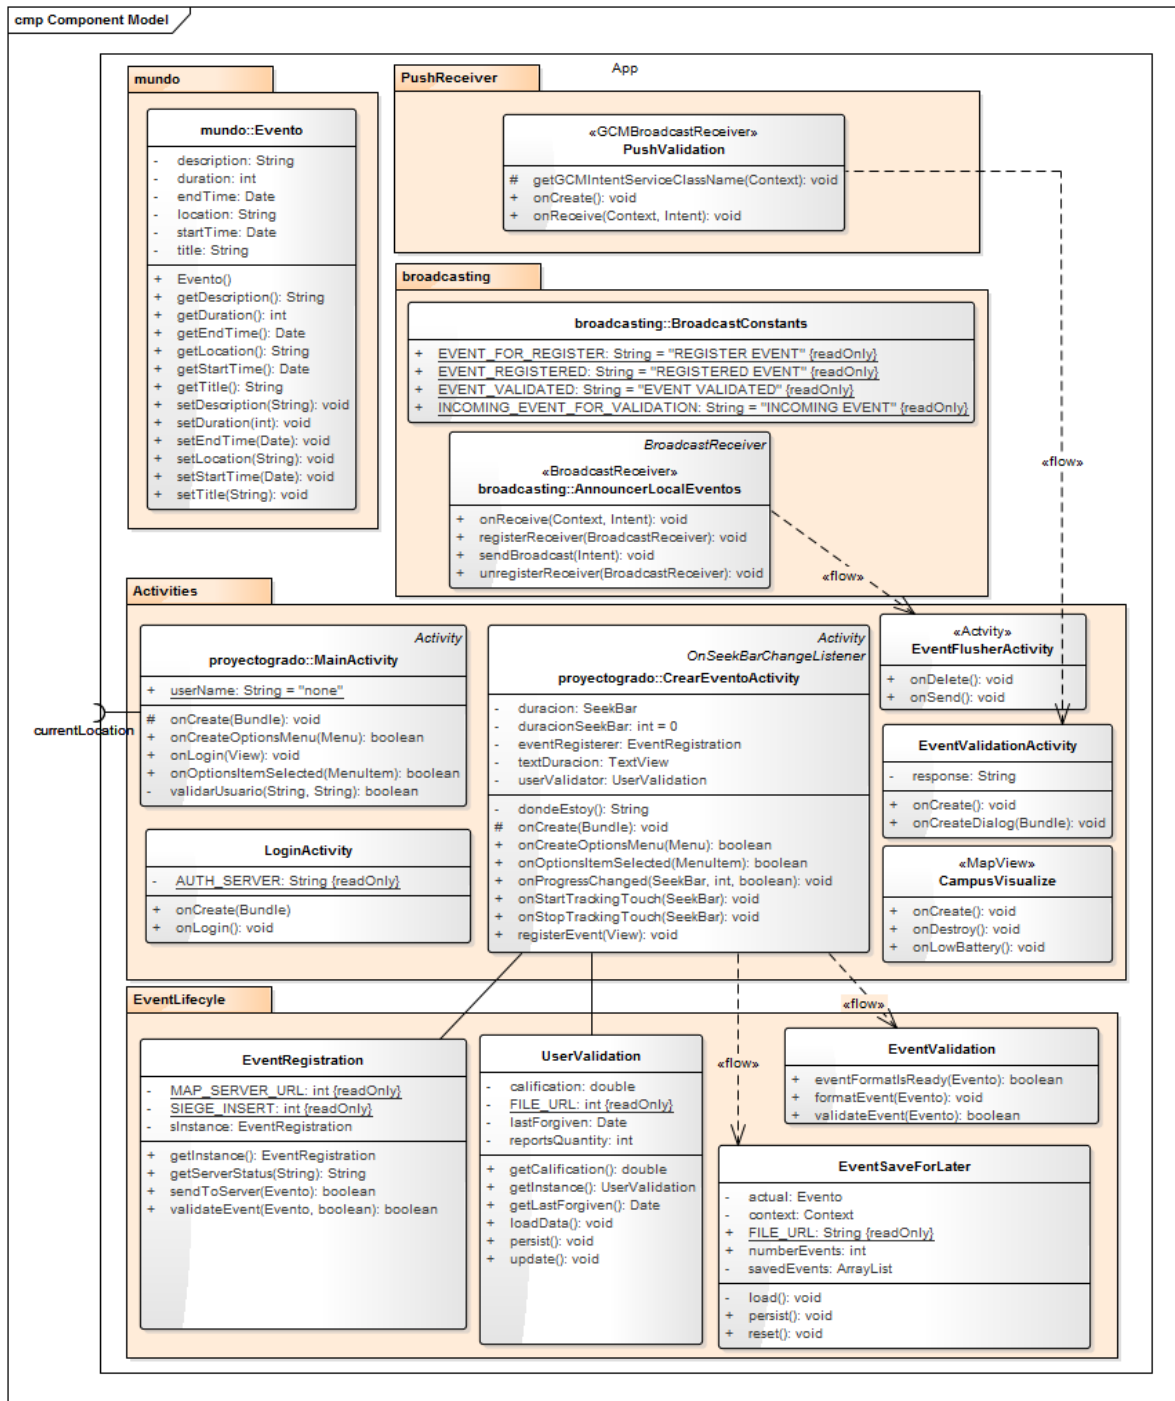 cmp Component Model
App
mundo
mundo::Evento
- description: String
- duration: int
- endTime: Date
- location: String
- startTime: Date
- title: String
+ Evento()
+ getDescription(): String
+ getDuration(): int
+ getEndTime(): Date
+ getLocation(): String
+ getStartTime(): Date
+ getTitle(): String
+ setDescription(String): void
+ setDuration(int): void
+ setEndTime(Date): void
+ setLocation(String): void
+ setStartTime(Date): void
+ setTitle(String): void
PushReceiver
«GCMBroadcastReceiver»
PushValidation
# getGCMIntentServiceClassName(Context): void
+ onCreate(): void
+ onReceive(Context, Intent): void
broadcasting
broadcasting::BroadcastConstants
+ EVENT_FOR_REGISTER: String = "REGISTER EVENT" {readOnly}
+ EVENT_REGISTERED: String = "REGISTERED EVENT" {readOnly}
+ EVENT_VALIDATED: String = "EVENT VALIDATED" {readOnly}
+ INCOMING_EVENT_FOR_VALIDATION: String = "INCOMING EVENT" {readOnly}
BroadcastReceiver
«BroadcastReceiver»
broadcasting::AnnouncerLocalEventos
+ onReceive(Context, Intent): void
+ registerReceiver(BroadcastReceiver): void
+ sendBroadcast(Intent): void
+ unregisterReceiver(BroadcastReceiver): void
«flow»
«flow»
Activities
Activity
proyectogrado::MainActivity
+ userName: String = "none"
# onCreate(Bundle): void
+ onCreateOptionsMenu(Menu): boolean
+ onLogin(View): void
+ onOptionsItemSelected(MenuItem): boolean
- validarUsuario(String, String): boolean
currentLocation
LoginActivity
- AUTH_SERVER: String {readOnly}
+ onCreate(Bundle)
+ onLogin(): void
Activity
OnSeekBarChangeListener
proyectogrado::CrearEventoActivity
- duracion: SeekBar
- duracionSeekBar: int = 0
- eventRegisterer: EventRegistration
- textDuracion: TextView
- userValidator: UserValidation
- dondeEstoy(): String
# onCreate(Bundle): void
+ onCreateOptionsMenu(Menu): boolean
+ onOptionsItemSelected(MenuItem): boolean
+ onProgressChanged(SeekBar, int, boolean): void
+ onStartTrackingTouch(SeekBar): void
+ onStopTrackingTouch(SeekBar): void
+ registerEvent(View): void
«Actvity»
EventFlusherActivity
+ onDelete(): void
+ onSend(): void
EventValidationActivity
- response: String
+ onCreate(): void
+ onCreateDialog(Bundle): void
«MapView»
CampusVisualize
+ onCreate(): void
+ onDestroy(): void
+ onLowBattery(): void
EventLifecyle
«flow»
«flow»
EventRegistration
- MAP_SERVER_URL: int {readOnly}
- SIEGE_INSERT: int {readOnly}
- sInstance: EventRegistration
+ getInstance(): EventRegistration
+ getServerStatus(String): String
+ sendToServer(Evento): boolean
+ validateEvent(Evento, boolean): boolean
UserValidation
- calification: double
- FILE_URL: int {readOnly}
- lastForgiven: Date
- reportsQuantity: int
+ getCalification(): double
+ getInstance(): UserValidation
+ getLastForgiven(): Date
+ loadData(): void
+ persist(): void
+ update(): void
EventValidation
+ eventFormatIsReady(Evento): boolean
+ formatEvent(Evento): void
+ validateEvent(Evento): boolean
EventSaveForLater
- actual: Evento
- context: Context
+ FILE_URL: String {readOnly}
+ numberEvents: int
- savedEvents: ArrayList
- load(): void
+ persist(): void
+ reset(): void